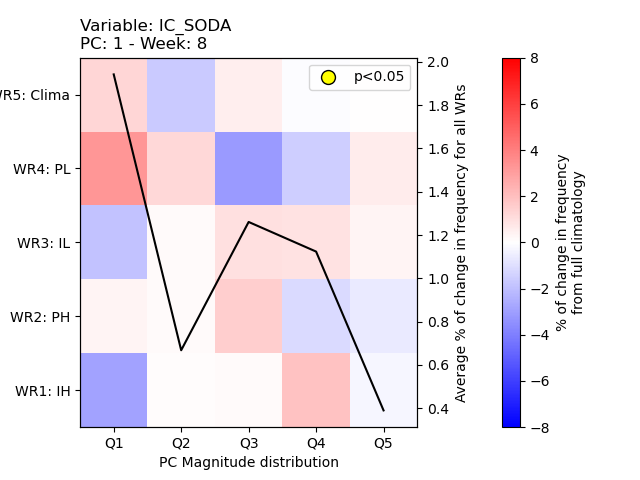 Variable: IC_SODA
PC: 1 - Week: 8
p<0.05
WR5: Clima
WR4: PL
WR3: IL
WR2: PH
WR1: IH
Q1 Q2 Q3 Q4 Q5
PC Magnitude distribution
2.0
1.8
1.6
1.4
1.2
1.0
0.8
0.6
0.4
Average % of change in frequency for all WRs
8
6
4
2
0
−2
−4
−6
−8
% of change in frequency
from full climatology